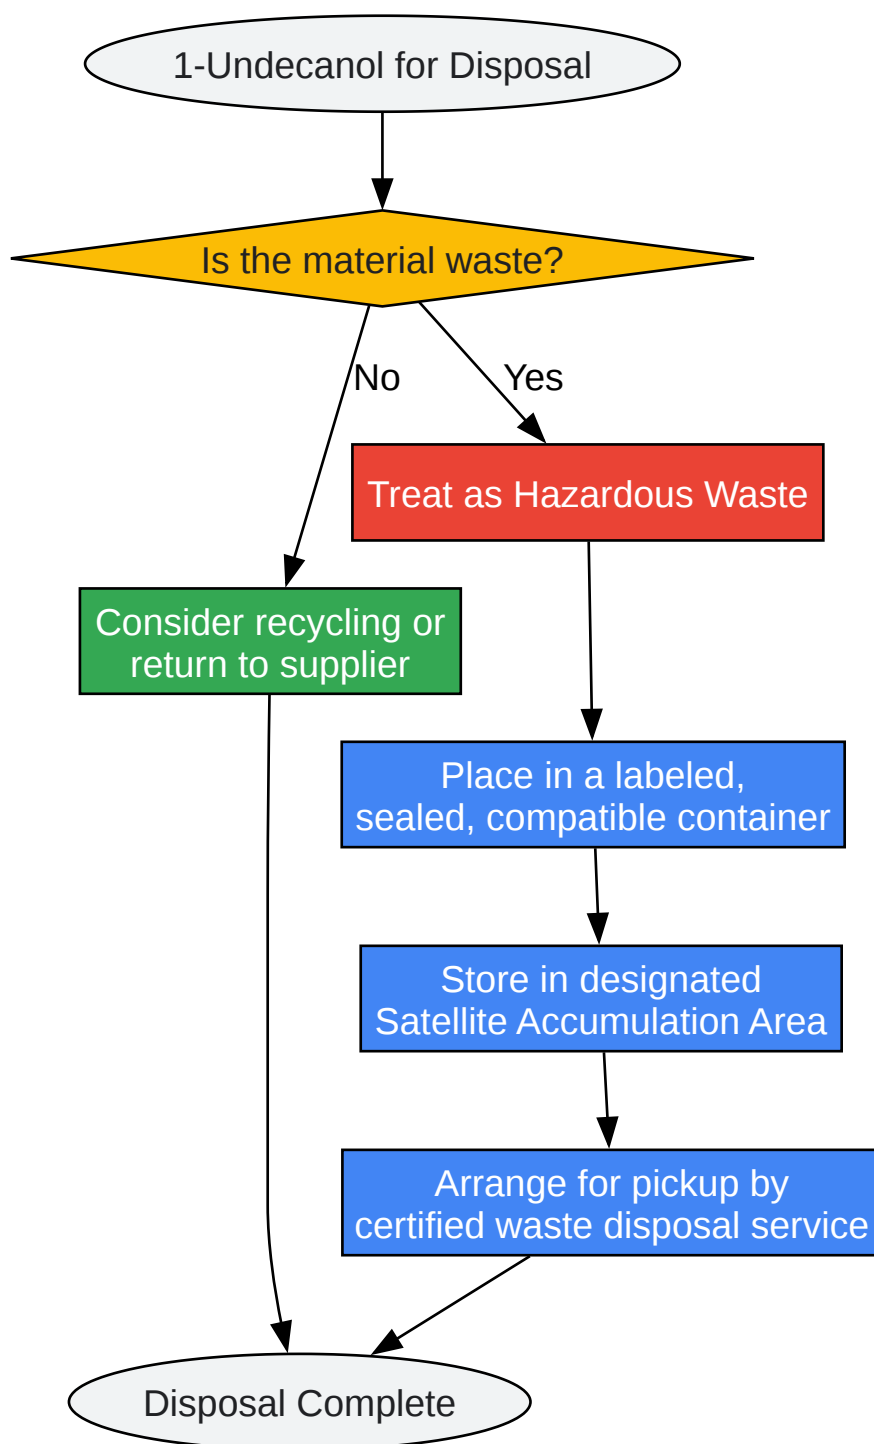 1-Undecanol for Disposal
Is the material waste?
No
Yes
Treat as Hazardous Waste
Consider recycling or
return to supplier
Place in a labeled,
sealed, compatible container
Store in designated
Satellite Accumulation Area
Arrange for pickup by
certified waste disposal service
Disposal Complete